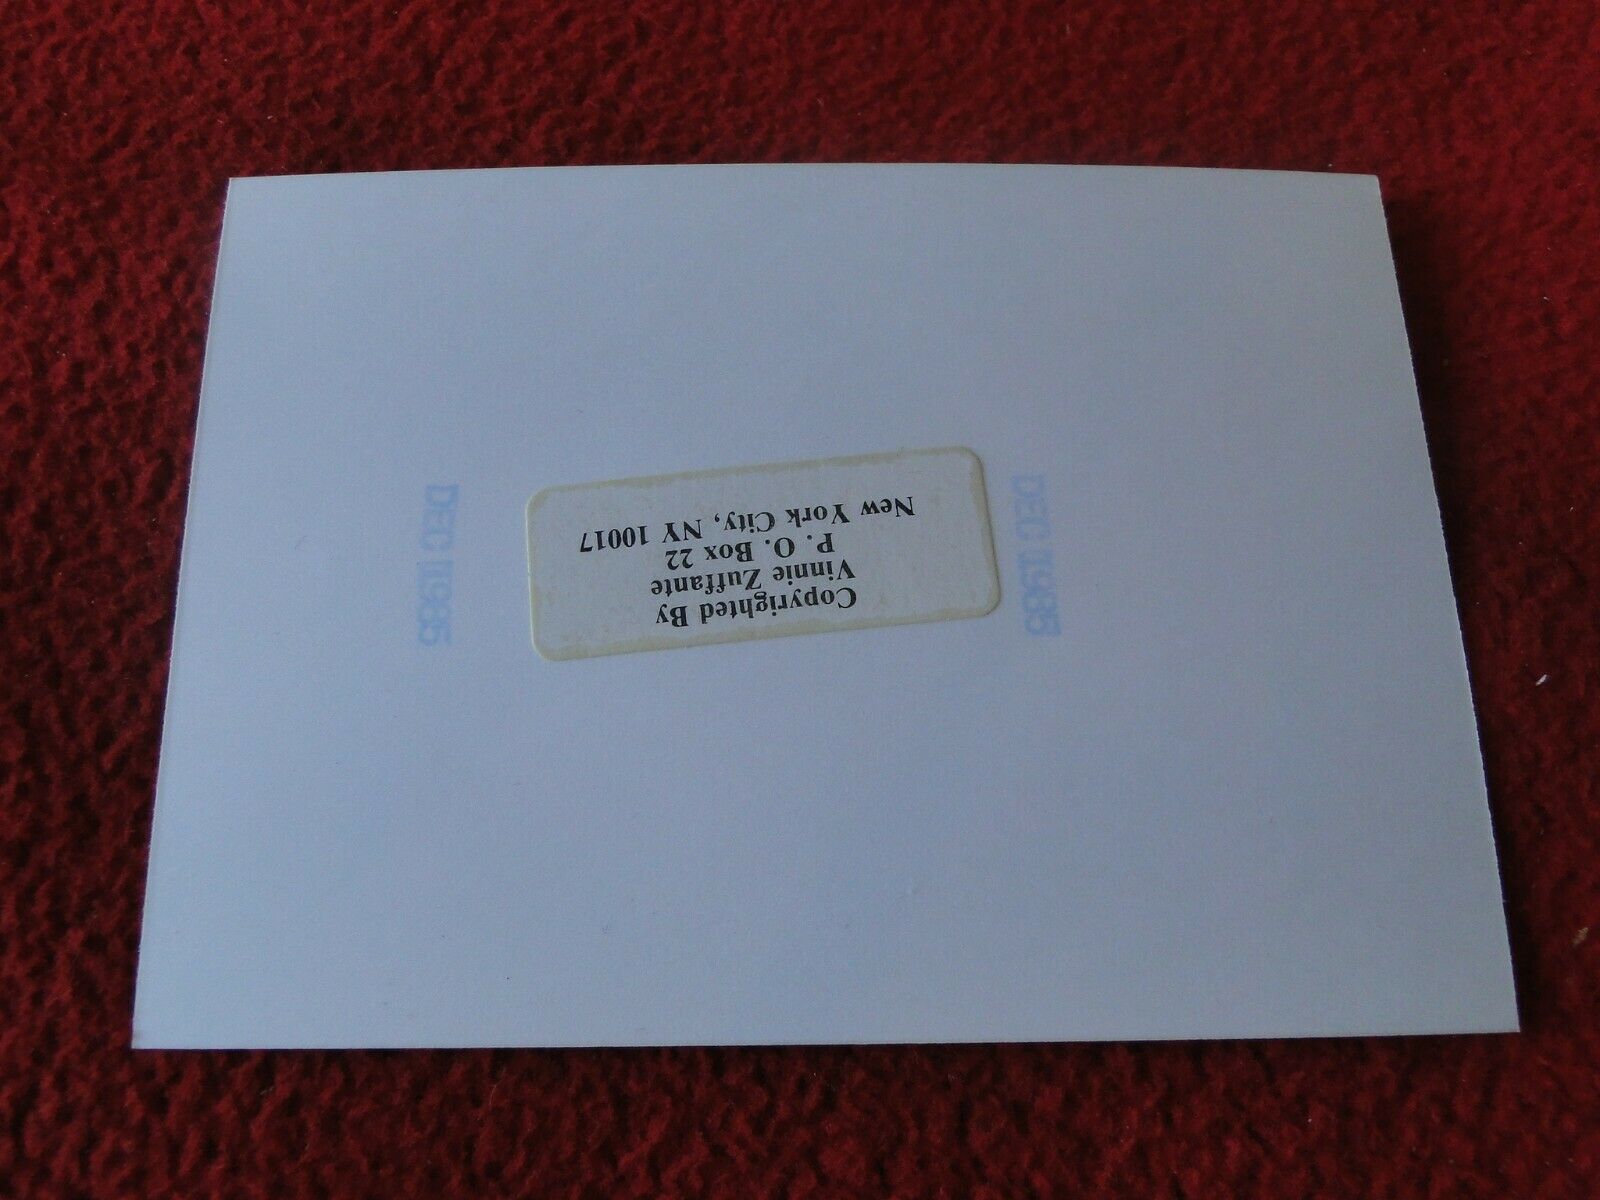 Copyrighted By
Vinnie Zuffante
P. O. Box 22
New York City, NY 10017
DEC 1985
DEC 1985